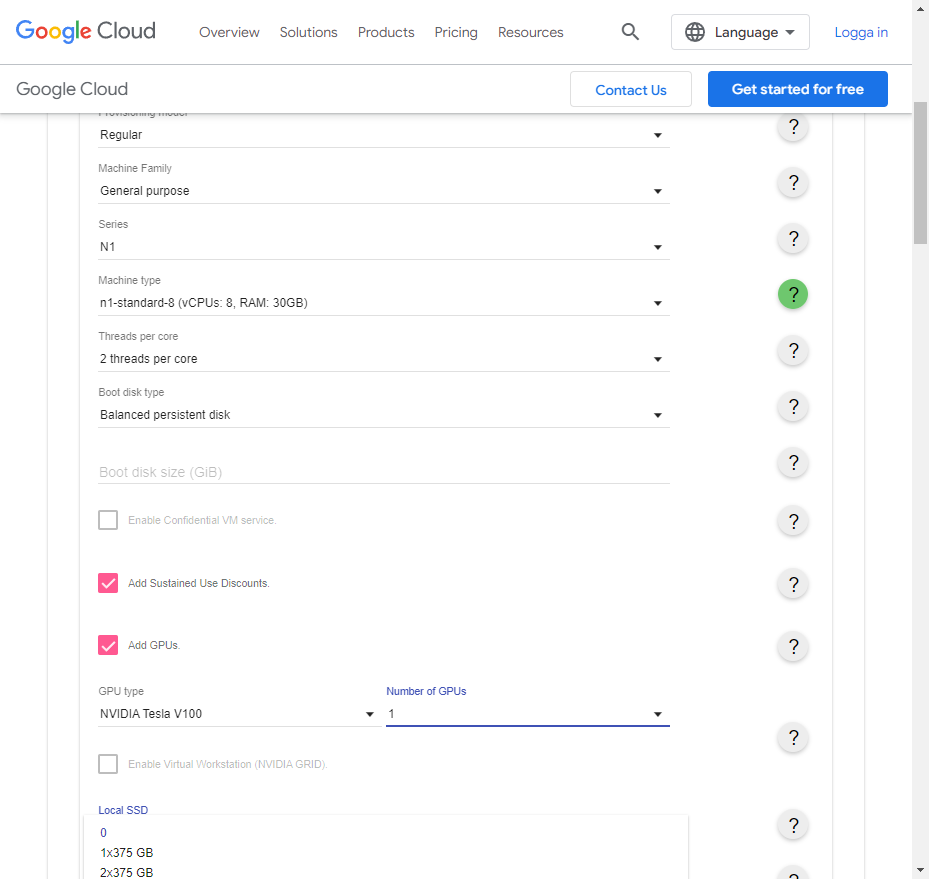 Google Cloud
Overview Solutions Products Pricing Resources Language Logga in
Google Cloud
Contact Us
Get started for free
Provisioning model
Regular
?
Machine Family
General purpose
?
Series
N1
?
Machine type
n1-standard-8 (vCPUs: 8, RAM: 30GB)
?
Threads per core
2 threads per core
?
Boot disk type
Balanced persistent disk
?
Boot disk size (GiB)
?
Enable Confidential VM service.
?
Add Sustained Use Discounts.
?
Add GPUs.
?
GPU type
NVIDIA Tesla V100
Number of GPUs
1
?
Enable Virtual Workstation (NVIDIA GRID).
Local SSD
?
0
1x375 GB
2x375 GB
?